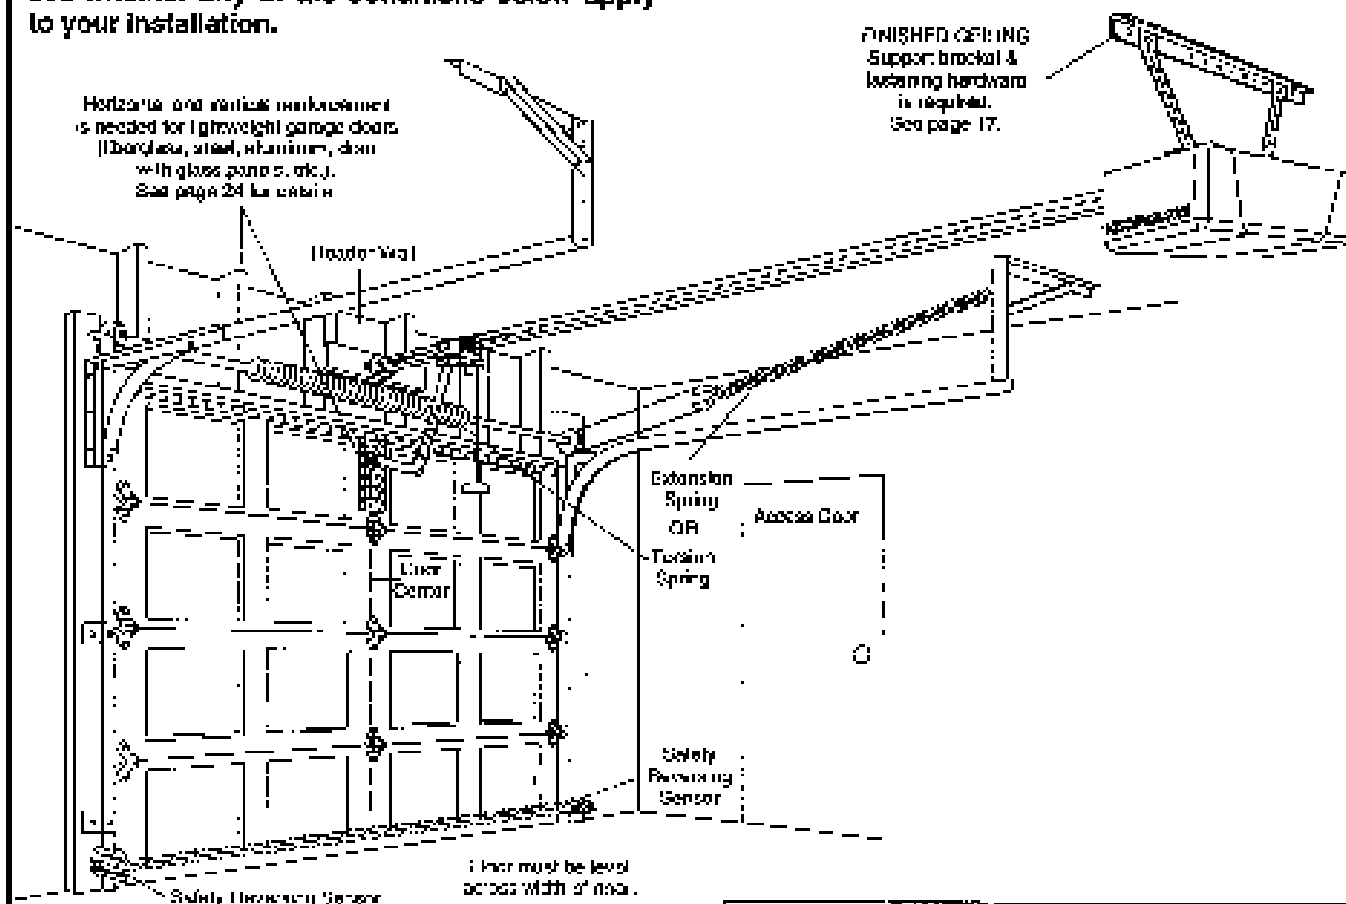 to your installation.
FINISHED CEILING
Support bracket &
fastening hardware
is required.
See page 17.
Horizontal and vertical reinforcement
is needed for lightweight garage doors
(fiberglass, steel, aluminum, door
with glass panels, etc.).
See page 24 for details.
Header Wall
Extension
Spring
OR
Torsion
Spring
Access Door
Door
Center
Safety
Reversing
Sensor
Floor must be level
across width of door.
Safety Reversing Sensor